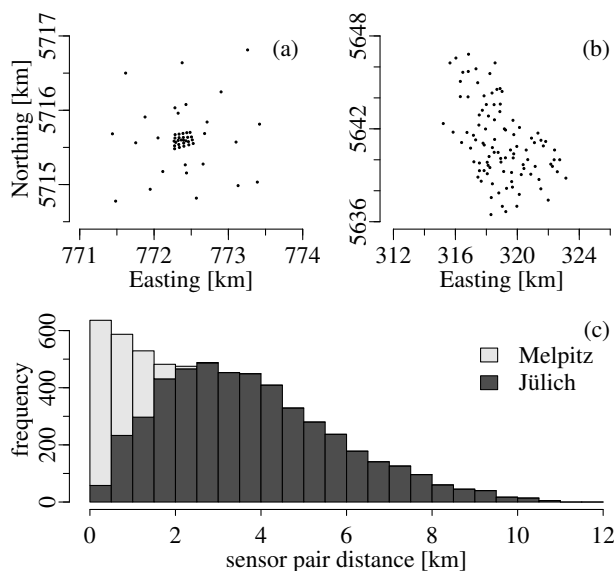 (a)
Northing [km]
5717
5716
5715
771 772 773 774
Easting [km]
(b)
5648
5642
5636
312 316 320 324
Easting [km]
(c)
frequency
600
400
200
0
Melpitz
Jülich
0 2 4 6 8 10 12
sensor pair distance [km]